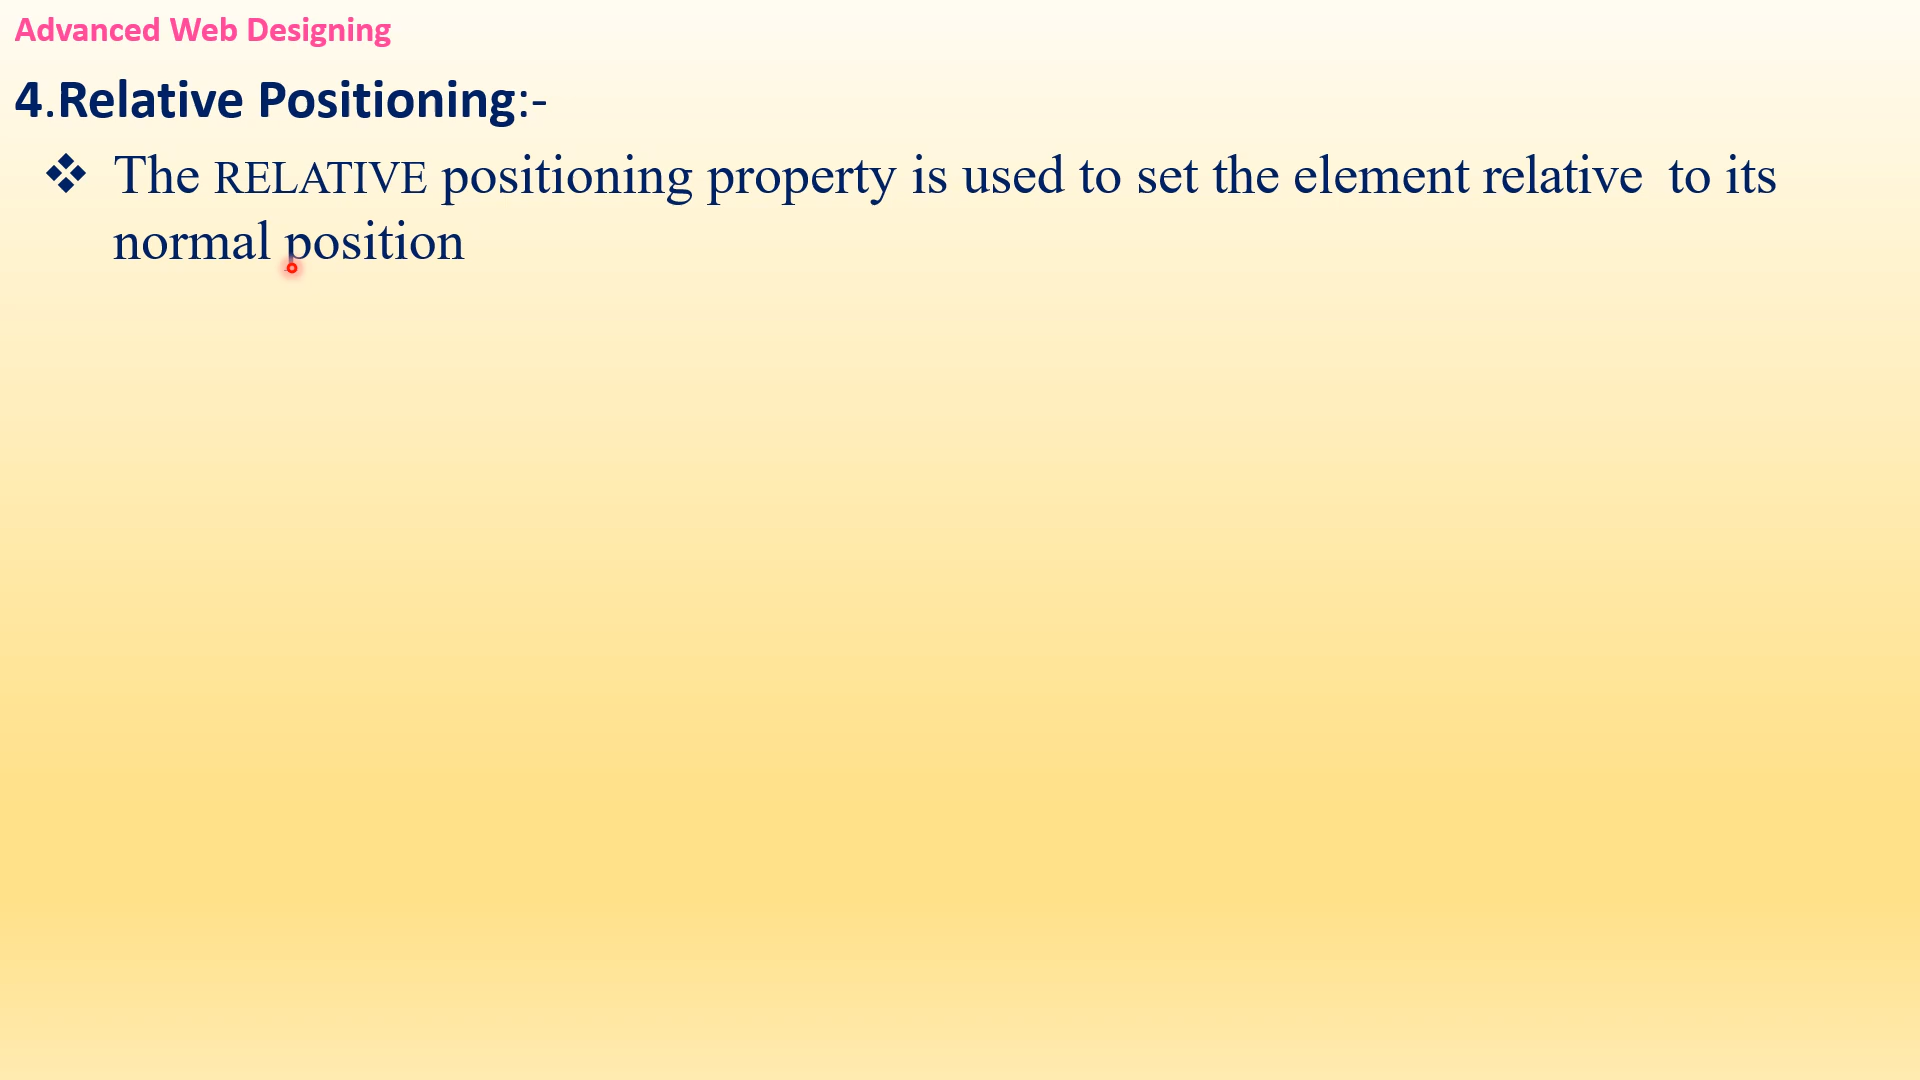 Advanced Web Designing
4.Relative Positioning:-
❖ The RELATIVE positioning property is used to set the element relative  to its
normal position